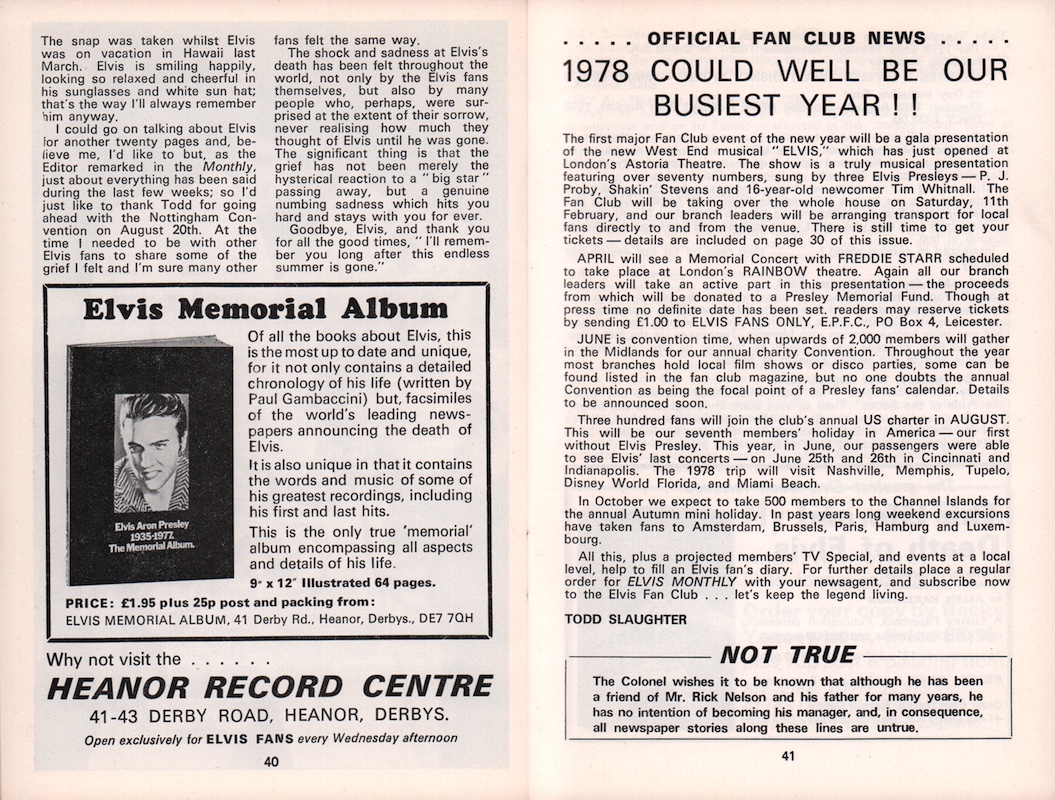 The snap was taken whilst Elvis
was on vacation in Hawaii last
March. Elvis is smiling happily,
looking so relaxed and cheerful in
his sunglasses and white sun hat;
that's the way I'll always remember
him anyway.
I could go on talking about Elvis
for another twenty pages and, be-
lieve me, I'd like to but, as the
Editor remarked in the Monthly,
just about everything has been said
during the last few weeks; so I'd
just like to thank Todd for going
ahead with the Nottingham Con-
vention on August 20th. At the
time I needed to be with other
Elvis fans to share some of the
grief I felt and I'm sure many other
fans felt the same way.
The shock and sadness at Elvis's
death has been felt throughout the
world, not only by the Elvis fans
themselves, but also by many
people who, perhaps, were sur-
prised at the extent of their sorrow,
never realising how much they
thought of Elvis until he was gone.
The significant thing is that the
grief has not been merely the
hysterical reaction to a "big star"
passing away, but a genuine
numbing sadness which hits you
hard and stays with you for ever.
Goodbye, Elvis, and thank you
for all the good times, "I'll remem-
ber you long after this endless
summer is gone."
Elvis Memorial Album
Elvis Aron Presley
1935-1977.
The Memorial Album.
Of all the books about Elvis, this
is the most up to date and unique,
for it not only contains a detailed
chronology of his life (written by
Paul Gambaccini) but, facsimiles
of the world's leading news-
papers announcing the death of
Elvis.
It is also unique in that it contains
the words and music of some of
his greatest recordings, including
his first and last hits.
This is the only true 'memorial'
album encompassing all aspects
and details of his life.
9" x 12" Illustrated 64 pages.
PRICE: £1.95 plus 25p post and packing from:
ELVIS MEMORIAL ALBUM, 41 Derby Rd., Heanor, Derbys., DE7 7QH
Why not visit the . . . . . .
HEANOR RECORD CENTRE
41-43 DERBY ROAD, HEANOR, DERBYS.
Open exclusively for ELVIS FANS every Wednesday afternoon
40
. . . . . OFFICIAL FAN CLUB NEWS . . . . .
1978 COULD WELL BE OUR
BUSIEST YEAR ! !
The first major Fan Club event of the new year will be a gala presentation
of the new West End musical "ELVIS," which has just opened at
London's Astoria Theatre. The show is a truly musical presentation
featuring over seventy numbers, sung by three Elvis Presleys — P. J.
Proby, Shakin' Stevens and 16-year-old newcomer Tim Whitnall. The
Fan Club will be taking over the whole house on Saturday, 11th
February, and our branch leaders will be arranging transport for local
fans directly to and from the venue. There is still time to get your
tickets — details are included on page 30 of this issue.
APRIL will see a Memorial Concert with FREDDIE STARR scheduled
to take place at London's RAINBOW theatre. Again all our branch
leaders will take an active part in this presentation — the proceeds
from which will be donated to a Presley Memorial Fund. Though at
press time no definite date has been set. readers may reserve tickets
by sending £1.00 to ELVIS FANS ONLY, E.P.F.C., PO Box 4, Leicester.
JUNE is convention time, when upwards of 2,000 members will gather
in the Midlands for our annual charity Convention. Throughout the year
most branches hold local film shows or disco parties, some can be
found listed in the fan club magazine, but no one doubts the annual
Convention as being the focal point of a Presley fans' calendar. Details
to be announced soon.
Three hundred fans will join the club's annual US charter in AUGUST.
This will be our seventh members' holiday in America — our first
without Elvis Presley. This year, in June, our passengers were able
to see Elvis' last concerts — on June 25th and 26th in Cincinnati and
Indianapolis. The 1978 trip will visit Nashville, Memphis, Tupelo,
Disney World Florida, and Miami Beach.
In October we expect to take 500 members to the Channel Islands for
the annual Autumn mini holiday. In past years long weekend excursions
have taken fans to Amsterdam, Brussels, Paris, Hamburg and Luxem-
bourg.
All this, plus a projected members' TV Special, and events at a local
level, help to fill an Elvis fan's diary. For further details place a regular
order for ELVIS MONTHLY with your newsagent, and subscribe now
to the Elvis Fan Club . . . let's keep the legend living.
TODD SLAUGHTER
NOT TRUE
The Colonel wishes it to be known that although he has been
a friend of Mr. Rick Nelson and his father for many years, he
has no intention of becoming his manager, and, in consequence,
all newspaper stories along these lines are untrue.
41